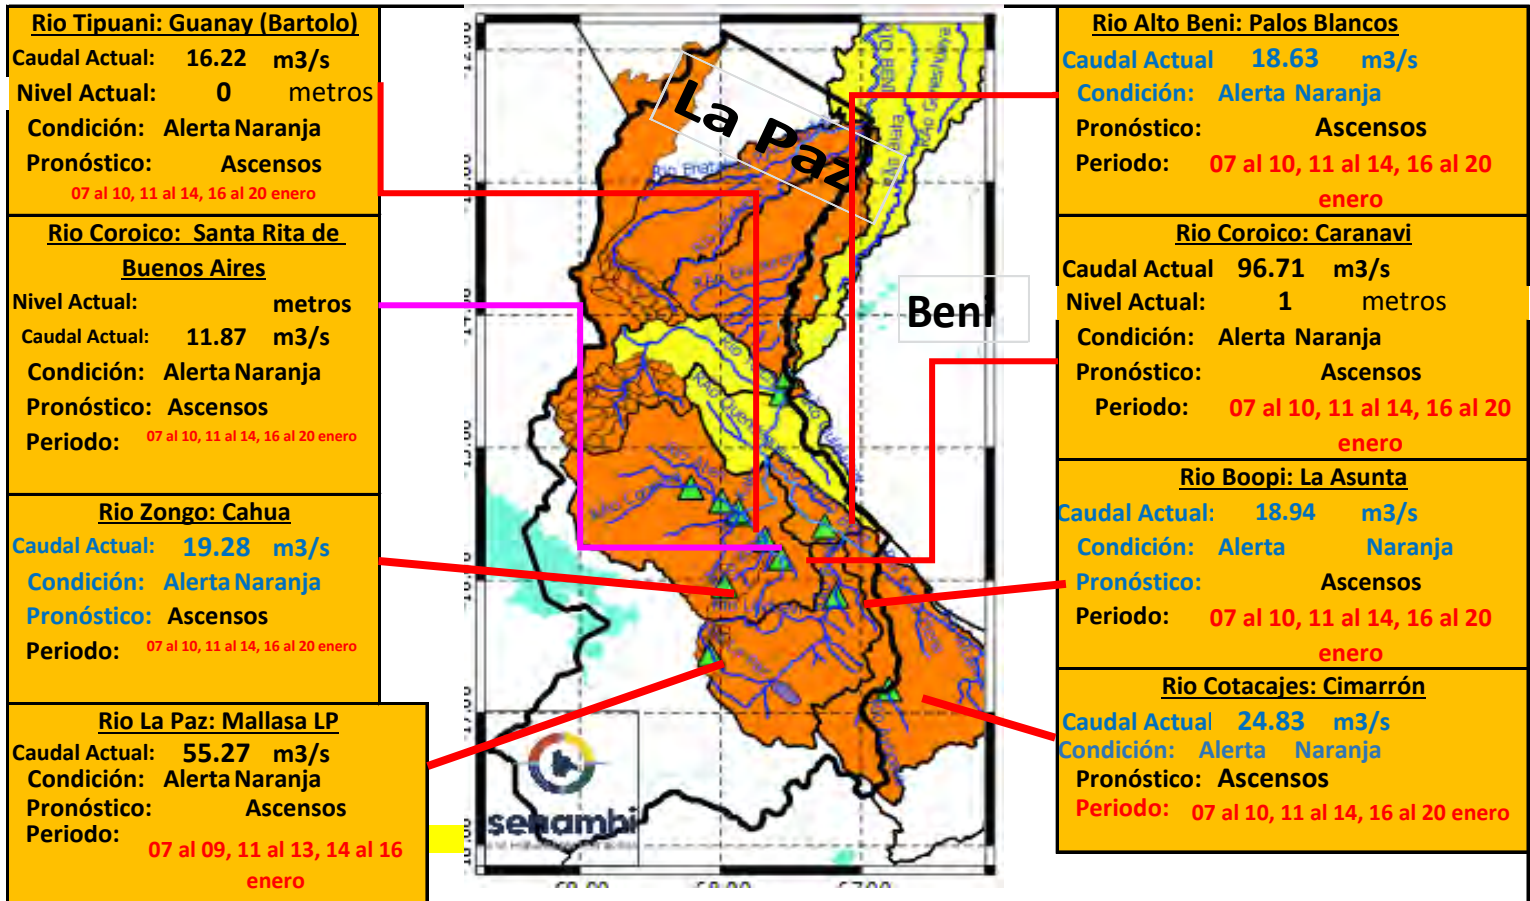 Rio Tipuani: Guanay (Bartolo)
Caudal Actual: 16.22 m3/s
Nivel Actual: 0 metros
Condición: Alerta Naranja
Pronóstico: Ascensos
07 al 10, 11 al 14, 16 al 20 enero
Rio Coroico: Santa Rita de
Buenos Aires
Nivel Actual: metros
Caudal Actual: 11.87 m3/s
Condición: Alerta Naranja
Pronóstico: Ascensos
Periodo: 07 al 10, 11 al 14, 16 al 20 enero
Rio Zongo: Cahua
Caudal Actual: 19.28 m3/s
Condición: Alerta Naranja
Pronóstico: Ascensos
Periodo: 07 al 10, 11 al 14, 16 al 20 enero
Rio La Paz: Mallasa LP
Caudal Actual: 55.27 m3/s
Condición: Alerta Naranja
Pronóstico: Ascensos
Periodo: 07 al 09, 11 al 13, 14 al 16
enero
La Paz
Beni
senamhi
Rio Alto Beni: Palos Blancos
Caudal Actual 18.63 m3/s
Condición: Alerta Naranja
Pronóstico: Ascensos
Periodo: 07 al 10, 11 al 14, 16 al 20
enero
Rio Coroico: Caranavi
Caudal Actual 96.71 m3/s
Nivel Actual: 1 metros
Condición: Alerta Naranja
Pronóstico: Ascensos
Periodo: 07 al 10, 11 al 14, 16 al 20
enero
Rio Boopi: La Asunta
Caudal Actual: 18.94 m3/s
Condición: Alerta Naranja
Pronóstico: Ascensos
Periodo: 07 al 10, 11 al 14, 16 al 20
enero
Rio Cotacajes: Cimarrón
Caudal Actual 24.83 m3/s
Condición: Alerta Naranja
Pronóstico: Ascensos
Periodo: 07 al 10, 11 al 14, 16 al 20 enero